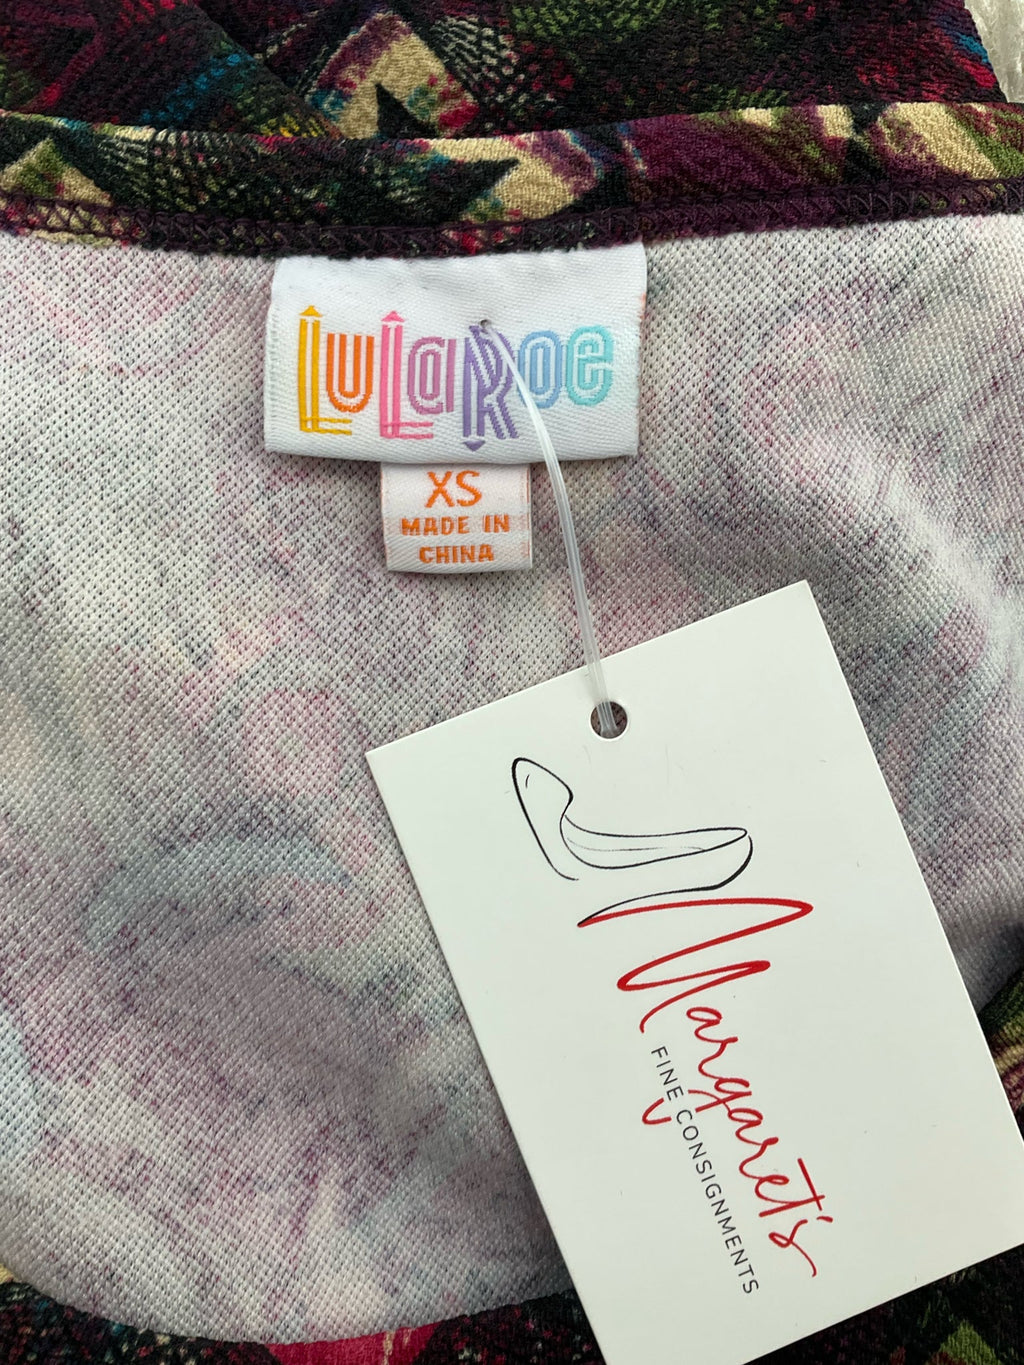 LuLaRoe
XS
MADE IN
CHINA
Margaret's
FINE CONSIGNMENTS